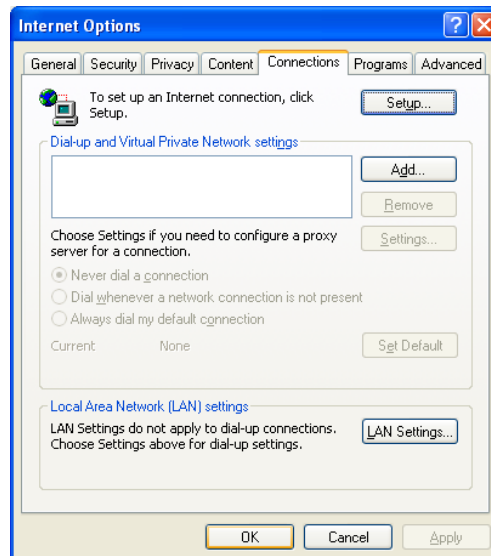 Internet Options
General Security Privacy Content Connections Programs Advanced
To set up an Internet connection, click
Setup.
Setup...
Dial-up and Virtual Private Network settings
Add...
Remove
Choose Settings if you need to configure a proxy
server for a connection.
Settings...
Never dial a connection
Dial whenever a network connection is not present
Always dial my default connection
Current None Set Default
Local Area Network (LAN) settings
LAN Settings do not apply to dial-up connections.
Choose Settings above for dial-up settings.
LAN Settings...
OK Cancel Apply